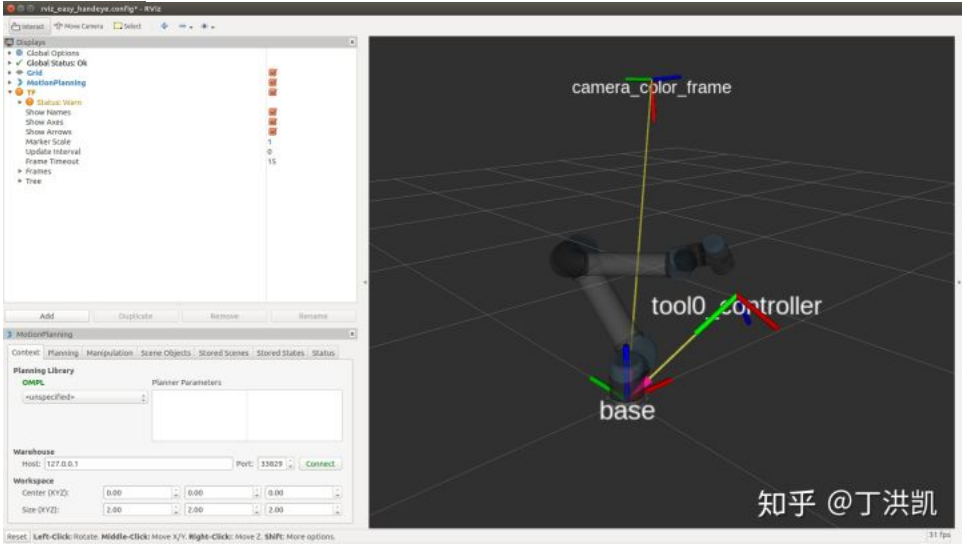 rviz_easy_handeye.config* - RViz
Interact Move Camera Select
Displays
Global Options
Global Status: Ok
Grid
MotionPlanning
TF
Status: Warn
Show Names
Show Axes
Show Arrows
Marker Scale 1
Update Interval 0
Frame Timeout 15
Frames
Tree
Add Duplicate Remove Rename
MotionPlanning
Context Planning Manipulation Scene Objects Stored Scenes Stored States Status
Planning Library
OMPL Planner Parameters
<unspecified>
Warehouse
Host: 127.0.0.1 Port: 33829 Connect
Workspace
Center (XYZ): 0.00 0.00 0.00
Size (XYZ): 2.00 2.00 2.00
Reset Left-Click: Rotate. Middle-Click: Move X/Y. Right-Click: Move Z. Shift: More options. 31 fps
camera_color_frame
tool0_controller
base
知乎 @丁洪凯